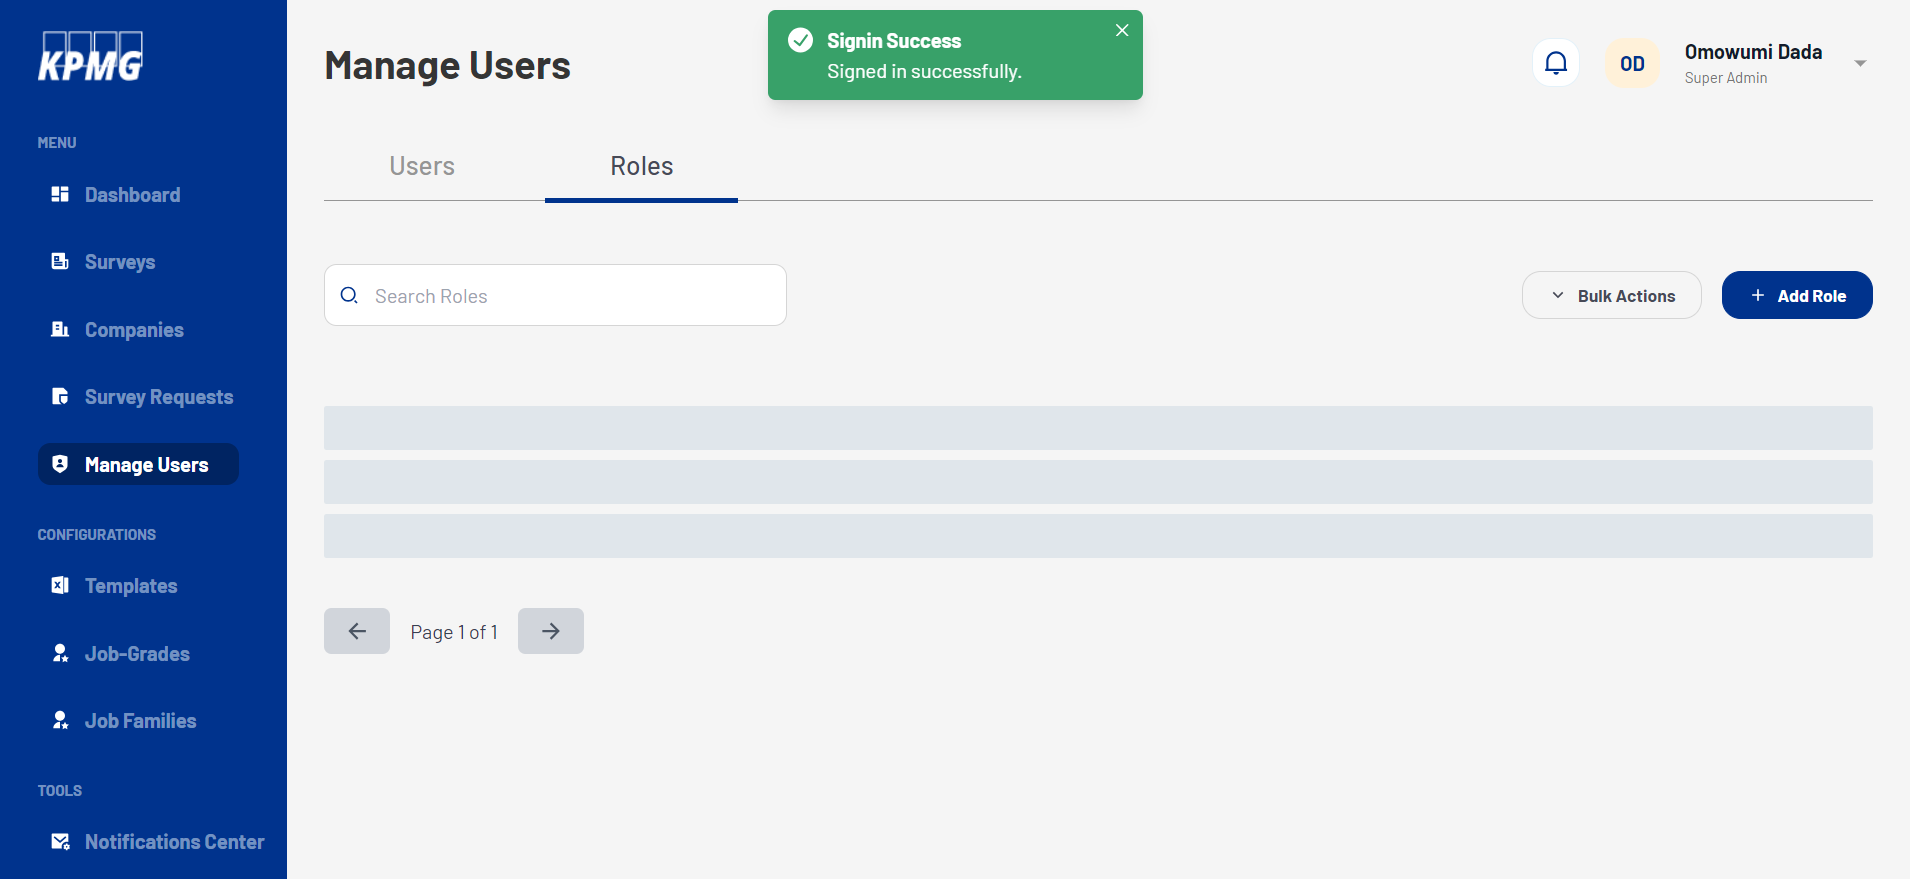 KPMG
Manage Users
Signin Success
Signed in successfully.
OD
Omowumi Dada
Super Admin
MENU
Dashboard
Surveys
Companies
Survey Requests
Manage Users
CONFIGURATIONS
Templates
Job-Grades
Job Families
TOOLS
Notifications Center
Users
Roles
Search Roles
Bulk Actions
+ Add Role
Page 1 of 1